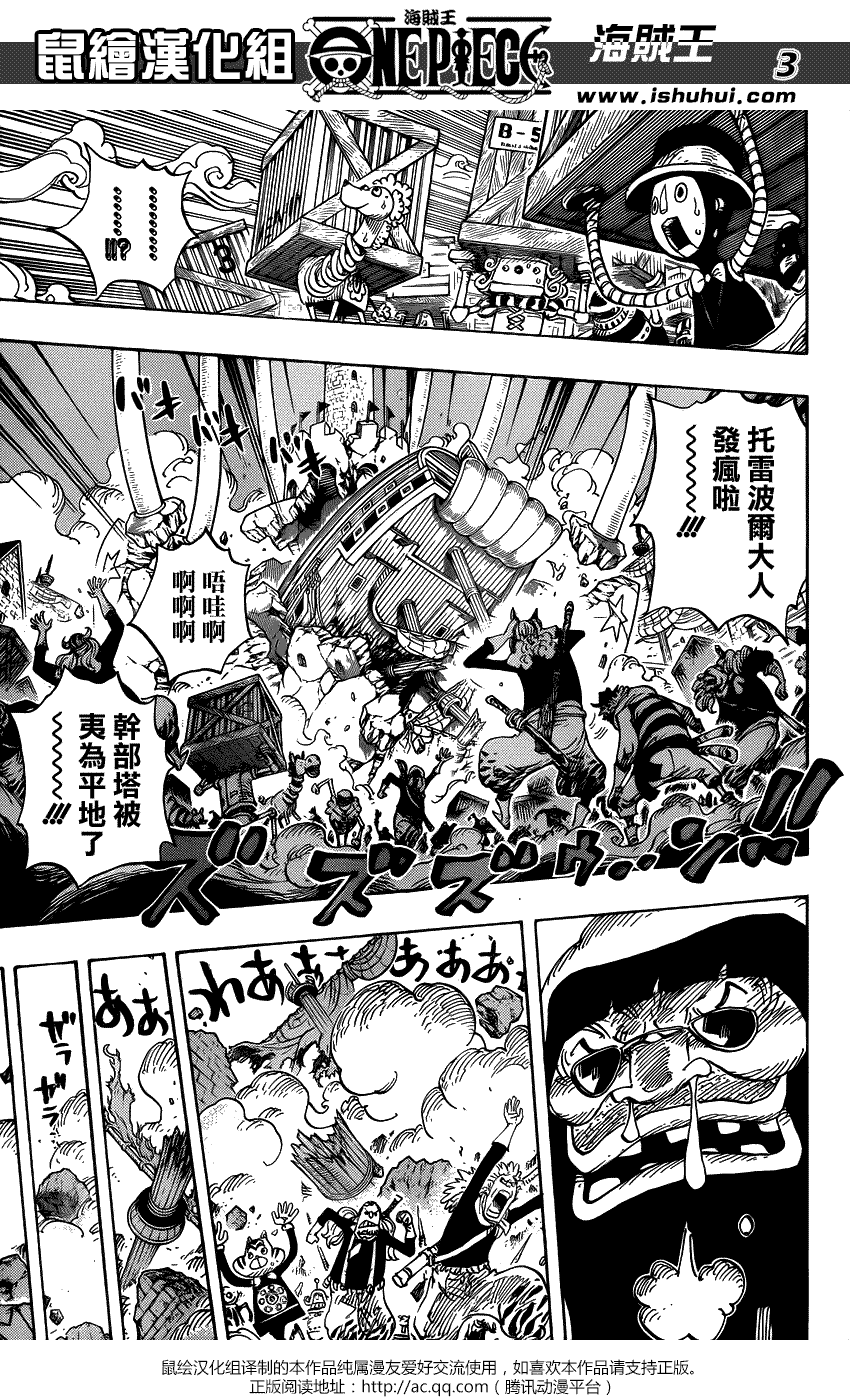 鼠繪漢化組
海賊王
ONE PIECE
海賊王
3
www.ishuhui.com
B-5
3
………
………
!!?
托雷波爾大人
發瘋啦
〜〜〜!!!
ドドドド
唔哇啊
啊啊啊
幹部塔被
夷為平地了
〜〜〜!!!
ズズズゥ…ン!!!
わあああ
あああ
ああ
ガラガラ
鼠绘汉化组译制的本作品纯属漫友爱好交流使用，如喜欢本作品请支持正版。
正版阅读地址：http://ac.qq.com（腾讯动漫平台）